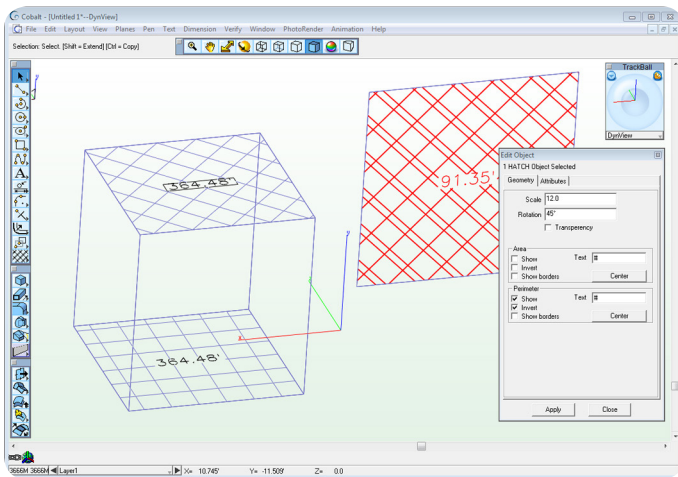 Cobalt - [Untitled 1*--DynView]
File Edit Layout View Planes Pen Text Dimension Verify Window PhotoRender Animation Help
Selection: Select. [Shift = Extend] [Ctrl = Copy]
TrackBall
DynView
y
y
x
364.48'
91.35'
364.48'
A
Edit Object
1 HATCH Object Selected
Geometry Attributes
Scale 12.0
Rotation 45°
Transperency
Area
Show Text #
Invert
Show borders Center
Perimeter
Show Text #
Invert
Show borders Center
Apply Close
3666M 3666M Layer1 X= 10.745' Y= -11.509' Z= 0.0